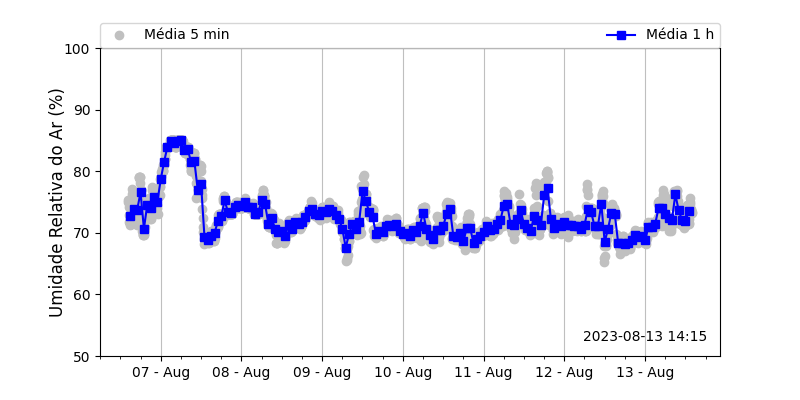 Média 5 min
Média 1 h
Umidade Relativa do Ar (%)
100
90
80
70
60
50
2023-08-13 14:15
07 - Aug
08 - Aug
09 - Aug
10 - Aug
11 - Aug
12 - Aug
13 - Aug